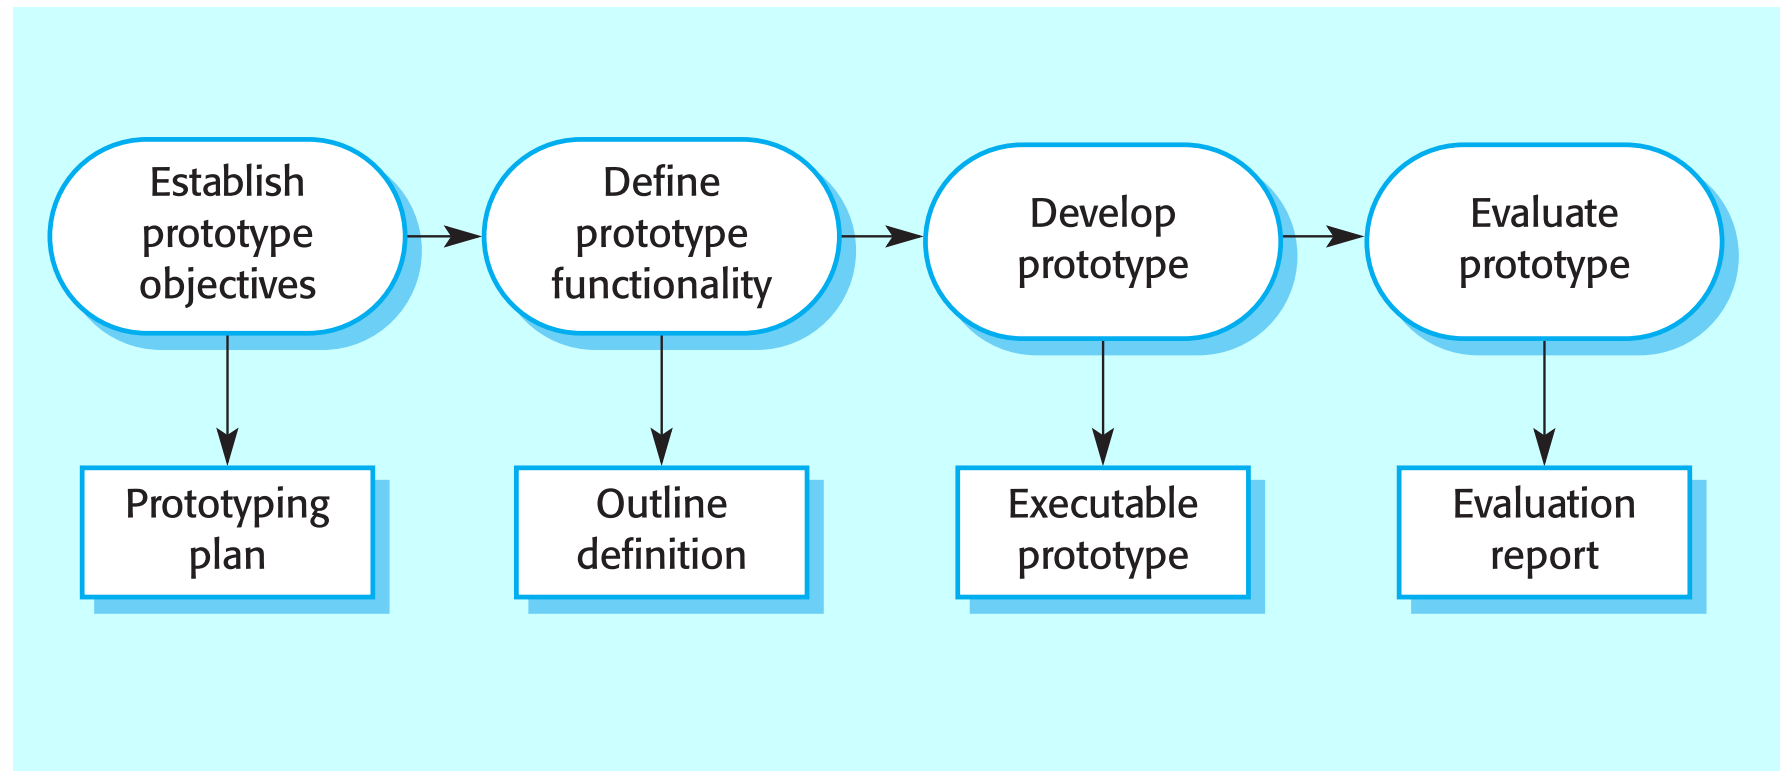 Establish
prototype
objectives
Define
prototype
functionality
Develop
prototype
Evaluate
prototype
Prototyping
plan
Outline
definition
Executable
prototype
Evaluation
report